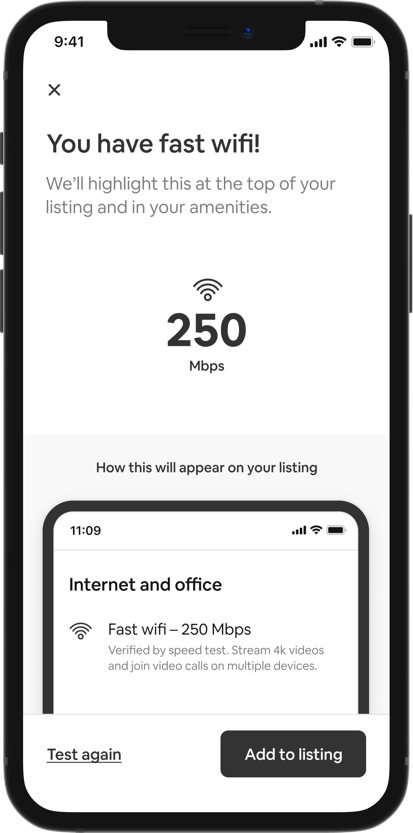 9:41
You have fast wifi!
We’ll highlight this at the top of your
listing and in your amenities.
250
Mbps
How this will appear on your listing
11:09
Internet and office
Fast wifi – 250 Mbps
Verified by speed test. Stream 4k videos
and join video calls on multiple devices.
Test again
Add to listing